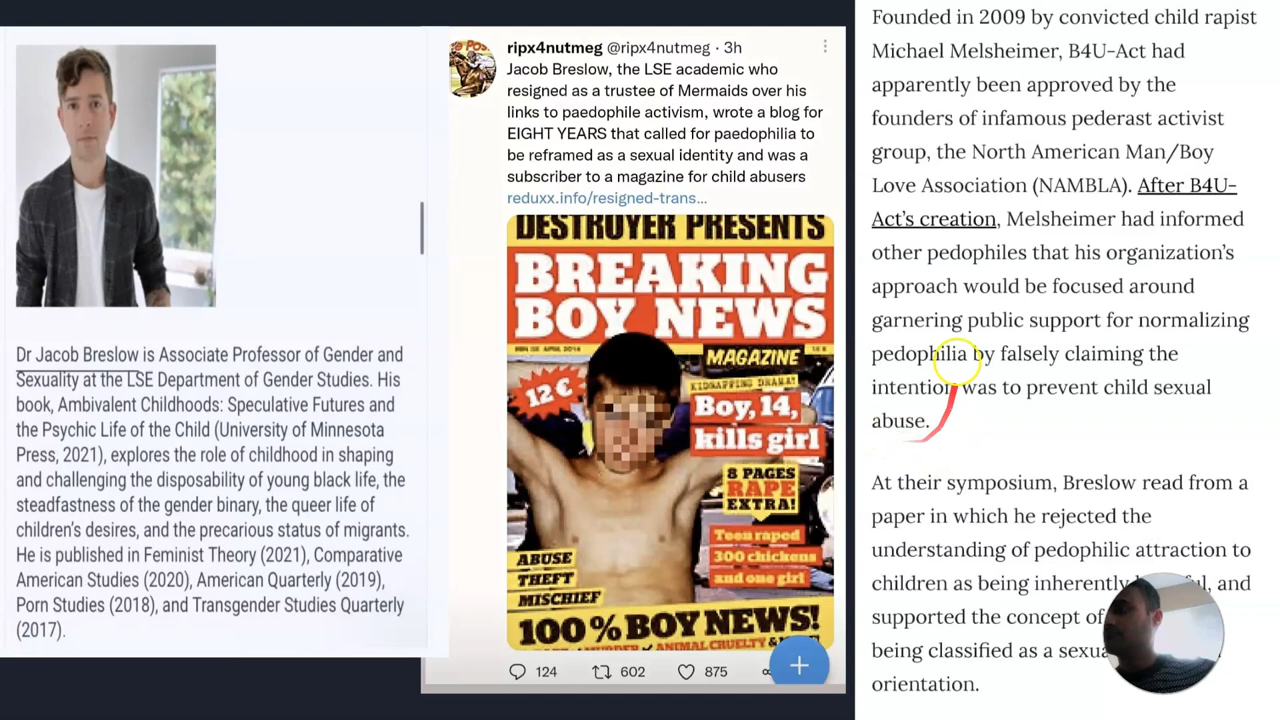 Dr Jacob Breslow is Associate Professor of Gender and
Sexuality at the LSE Department of Gender Studies. His
book, Ambivalent Childhoods: Speculative Futures and
the Psychic Life of the Child (University of Minnesota
Press, 2021), explores the role of childhood in shaping
and challenging the disposability of young black life, the
steadfastness of the gender binary, the queer life of
children's desires, and the precarious status of migrants.
He is published in Feminist Theory (2021), Comparative
American Studies (2020), American Quarterly (2019),
Porn Studies (2018), and Transgender Studies Quarterly
(2017).
ripx4nutmeg @ripx4nutmeg · 3h
Jacob Breslow, the LSE academic who
resigned as a trustee of Mermaids over his
links to paedophile activism, wrote a blog for
EIGHT YEARS that called for paedophilia to
be reframed as a sexual identity and was a
subscriber to a magazine for child abusers
reduxx.info/resigned-trans...
DESTROYER PRESENTS
BREAKING
BOY NEWS
MAGAZINE
12 €
KIDNAPPING DRAMA!
Boy, 14,
kills girl
8 PAGES
RAPE
EXTRA!
Teen raped
300 chickens
and one girl
ABUSE
THEFT
MISCHIEF
100% BOY NEWS!
ANIMAL CRUELTY &
124 602 875
Founded in 2009 by convicted child rapist
Michael Melsheimer, B4U-Act had
apparently been approved by the
founders of infamous pederast activist
group, the North American Man/Boy
Love Association (NAMBLA). After B4U-
Act's creation, Melsheimer had informed
other pedophiles that his organization's
approach would be focused around
garnering public support for normalizing
pedophilia by falsely claiming the
intention was to prevent child sexual
abuse.
At their symposium, Breslow read from a
paper in which he rejected the
understanding of pedophilic attraction to
children as being inherently and
supported the concept of
being classified as a
orientation.